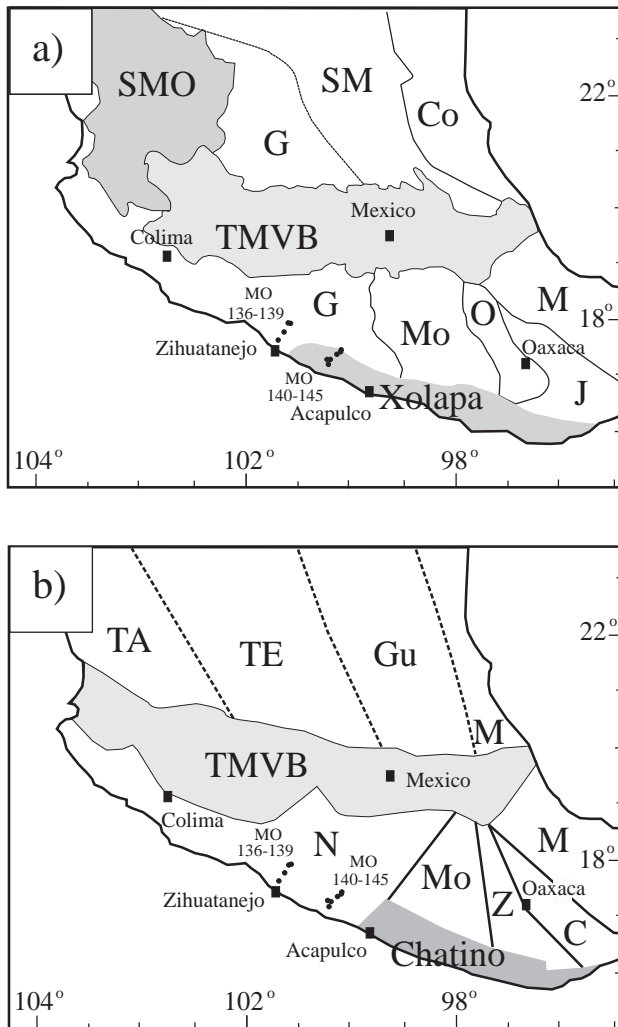 a)
SMO
SM
Co
22°
G
Mexico
Colima
TMVB
MO
136-139
G
O
M
18°
Mo
Zihuatanejo
Oaxaca
MO
140-145
Acapulco
Xolapa
J
104°
102°
98°
b)
22°
TA
TE
Gu
M
TMVB
Mexico
Colima
MO
136-139
N
M
18°
MO
140-145
Mo
Zihuatanejo
Z
Oaxaca
C
Acapulco
Chatino
104°
102°
98°